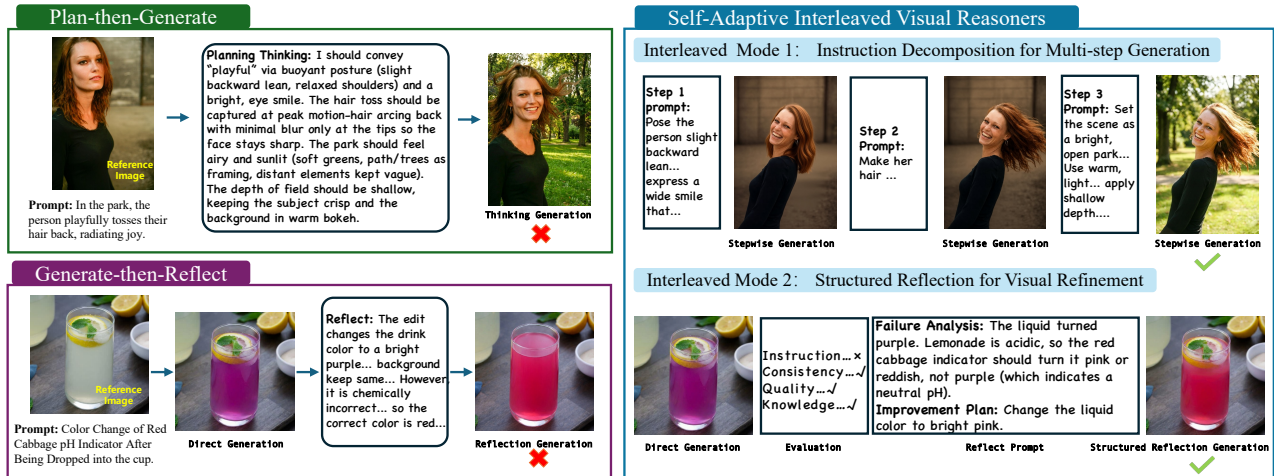 Plan-then-Generate
Reference
Image
Prompt: In the park, the
person playfully tosses their
hair back, radiating joy.
Planning Thinking: I should convey
"playful" via buoyant posture (slight
backward lean, relaxed shoulders) and a
bright, eye smile. The hair toss should be
captured at peak motion-hair arcing back
with minimal blur only at the tips so the
face stays sharp. The park should feel
airy and sunlit (soft greens, path/trees as
framing, distant elements kept vague).
The depth of field should be shallow,
keeping the subject crisp and the
background in warm bokeh.
Thinking Generation
Generate-then-Reflect
Reference
Image
Prompt: Color Change of Red
Cabbage pH Indicator After
Being Dropped into the cup.
Direct Generation
Reflect: The edit
changes the drink
color to a bright
purple... background
keep same... However,
it is chemically
incorrect... so the
correct color is red...
Reflection Generation
Self-Adaptive Interleaved Visual Reasoners
Interleaved Mode 1: Instruction Decomposition for Multi-step Generation
Step 1
prompt:
Pose the
person slight
backward
lean...
express a
wide smile
that...
Stepwise Generation
Step 2
Prompt:
Make her
hair ...
Stepwise Generation
Step 3
Prompt: Set
the scene as
a bright,
open park...
Use warm,
light... apply
shallow
depth....
Stepwise Generation
Interleaved Mode 2: Structured Reflection for Visual Refinement
Direct Generation
Instruction...×
Consistency...√
Quality...√
Knowledge...√
Evaluation
Failure Analysis: The liquid turned
purple. Lemonade is acidic, so the red
cabbage indicator should turn it pink or
reddish, not purple (which indicates a
neutral pH).
Improvement Plan: Change the liquid
color to bright pink.
Reflect Prompt
Structured Reflection Generation